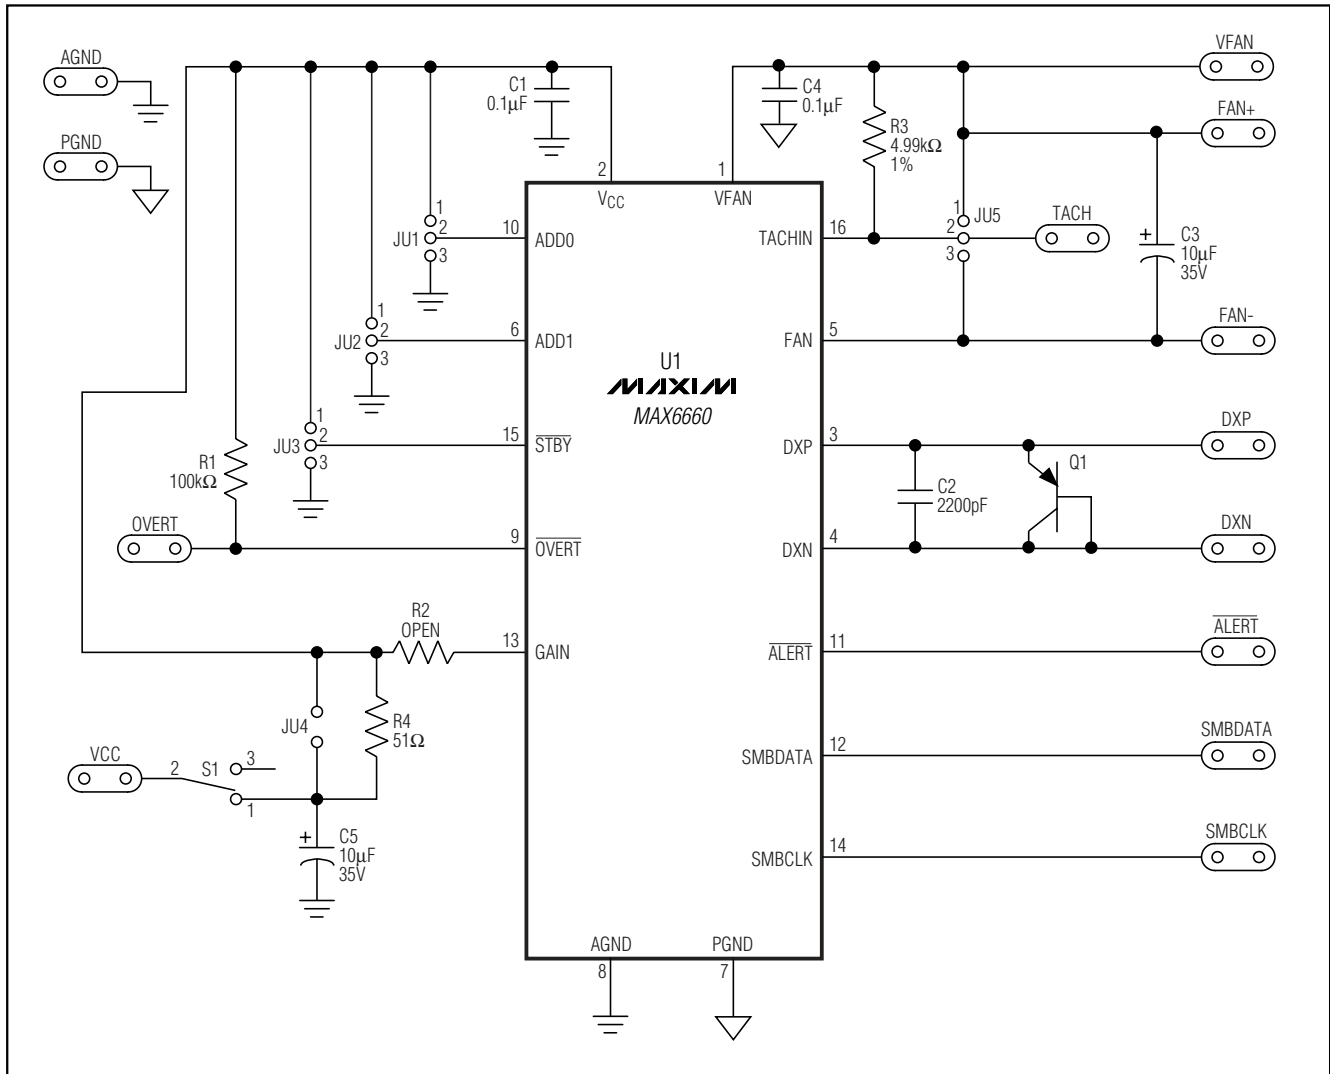 AGND
PGND
C1
0.1µF
C4
0.1µF
VFAN
FAN+
R3
4.99kΩ
1%
2
VCC
1
VFAN
1
JU1 2
3
10
ADD0
TACHIN
16
1
2 JU5
3
TACH
+ C3
10µF
35V
1
JU2 2
3
6
ADD1
FAN
5
FAN-
U1
MAXIM
MAX6660
1
JU3 2
3
15
STBY
DXP
3
DXP
R1
100kΩ
C2
2200pF
Q1
OVERT
9
OVERT
DXN
4
DXN
R2
OPEN
13
GAIN
ALERT
11
ALERT
JU4
R4
51Ω
VCC
2 S1 3
1
SMBDATA
12
SMBDATA
+ C5
10µF
35V
SMBCLK
14
SMBCLK
AGND
8
PGND
7